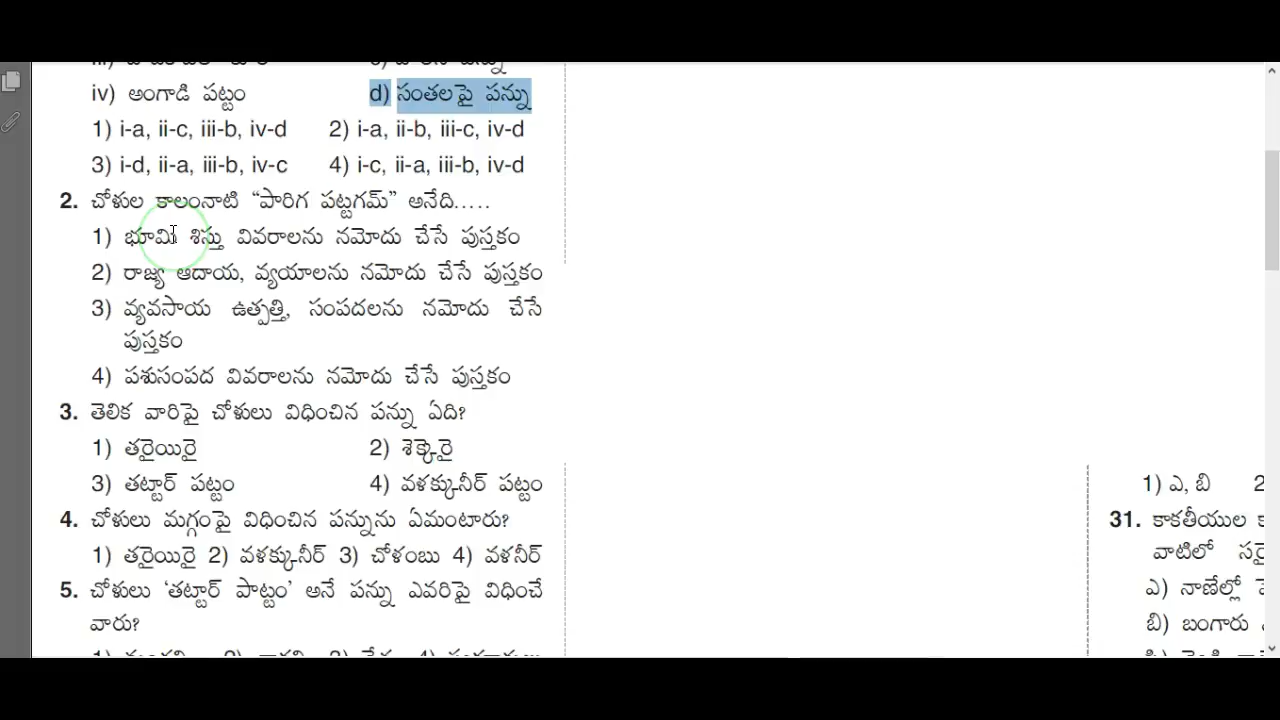 iv) అంగాడి పట్టం d) సంతలపై పన్ను
1) i-a, ii-c, iii-b, iv-d 2) i-a, ii-b, iii-c, iv-d
3) i-d, ii-a, iii-b, iv-c 4) i-c, ii-a, iii-b, iv-d
2. చోళుల కాలంనాటి “పారిగ పట్టగమ్” అనేది.....
1) భూమి శిస్తు వివరాలను నమోదు చేసే పుస్తకం
2) రాజ్య ఆదాయ, వ్యయాలను నమోదు చేసే పుస్తకం
3) వ్యవసాయ ఉత్పత్తి, సంపదలను నమోదు చేసే
పుస్తకం
4) పశుసంపద వివరాలను నమోదు చేసే పుస్తకం
3. తెలిక వారిపై చోళులు విధించిన పన్ను ఏది?
1) తరైయిరై 2) శెక్కెరై
3) తట్టార్ పట్టం 4) వళక్కునీర్ పట్టం
4. చోళులు మగ్గంపై విధించిన పన్నును ఏమంటారు?
1) తరైయిరై 2) వళక్కునీర్ 3) చోళంబు 4) వళనీర్
5. చోళులు ‘తట్టార్ పాట్టం’ అనే పన్ను ఎవరిపై విధించే
వారు?
1) ఎ, బి 2
31. కాకతీయుల
వాటిలో
ఎ) నాణేల్లో
బి) బంగారు